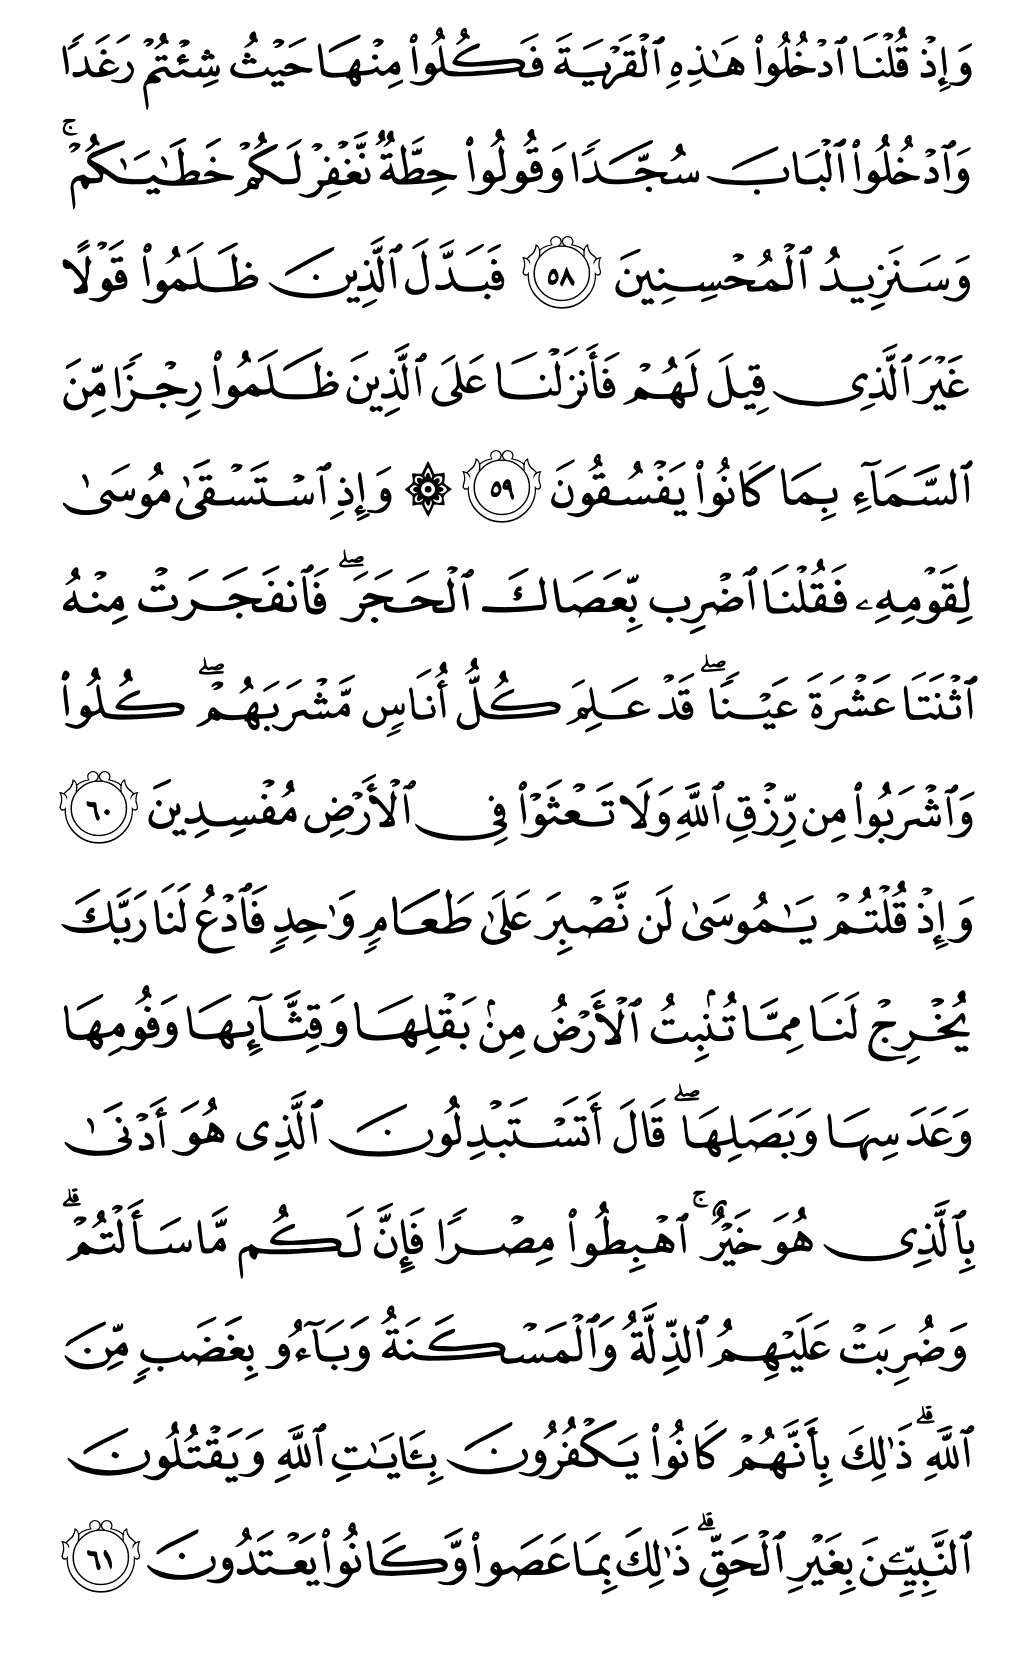 وَإِذۡ قُلۡنَا ٱدۡخُلُواْ هَٰذِهِ ٱلۡقَرۡيَةَ فَكُلُواْ مِنۡهَا حَيۡثُ شِئۡتُمۡ رَغَدٗا
وَٱدۡخُلُواْ ٱلۡبَابَ سُجَّدٗا وَقُولُواْ حِطَّةٞ نَّغۡفِرۡ لَكُمۡ خَطَٰيَٰكُمۡۚ
وَسَنَزِيدُ ٱلۡمُحۡسِنِينَ ٥٨ فَبَدَّلَ ٱلَّذِينَ ظَلَمُواْ قَوۡلًا
غَيۡرَ ٱلَّذِي قِيلَ لَهُمۡ فَأَنزَلۡنَا عَلَى ٱلَّذِينَ ظَلَمُواْ رِجۡزٗا مِّنَ
ٱلسَّمَآءِ بِمَا كَانُواْ يَفۡسُقُونَ ٥٩ ۞ وَإِذِ ٱسۡتَسۡقَىٰ مُوسَىٰ
لِقَوۡمِهِۦ فَقُلۡنَا ٱضۡرِب بِّعَصَاكَ ٱلۡحَجَرَۖ فَٱنفَجَرَتۡ مِنۡهُ
ٱثۡنَتَا عَشۡرَةَ عَيۡنٗاۖ قَدۡ عَلِمَ كُلُّ أُنَاسٖ مَّشۡرَبَهُمۡۖ كُلُواْ
وَٱشۡرَبُواْ مِن رِّزۡقِ ٱللَّهِ وَلَا تَعۡثَوۡاْ فِي ٱلۡأَرۡضِ مُفۡسِدِينَ ٦٠
وَإِذۡ قُلۡتُمۡ يَٰمُوسَىٰ لَن نَّصۡبِرَ عَلَىٰ طَعَامٖ وَٰحِدٖ فَٱدۡعُ لَنَا رَبَّكَ
يُخۡرِجۡ لَنَا مِمَّا تُنۢبِتُ ٱلۡأَرۡضُ مِنۢ بَقۡلِهَا وَقِثَّآئِهَا وَفُومِهَا
وَعَدَسِهَا وَبَصَلِهَاۖ قَالَ أَتَسۡتَبۡدِلُونَ ٱلَّذِي هُوَ أَدۡنَىٰ
بِٱلَّذِي هُوَ خَيۡرٌۚ ٱهۡبِطُواْ مِصۡرٗا فَإِنَّ لَكُم مَّا سَأَلۡتُمۡۗ
وَضُرِبَتۡ عَلَيۡهِمُ ٱلذِّلَّةُ وَٱلۡمَسۡكَنَةُ وَبَآءُو بِغَضَبٖ مِّنَ
ٱللَّهِۗ ذَٰلِكَ بِأَنَّهُمۡ كَانُواْ يَكۡفُرُونَ بِـَٔايَٰتِ ٱللَّهِ وَيَقۡتُلُونَ
ٱلنَّبِيِّـۧنَ بِغَيۡرِ ٱلۡحَقِّۗ ذَٰلِكَ بِمَا عَصَواْ وَّكَانُواْ يَعۡتَدُونَ ٦١